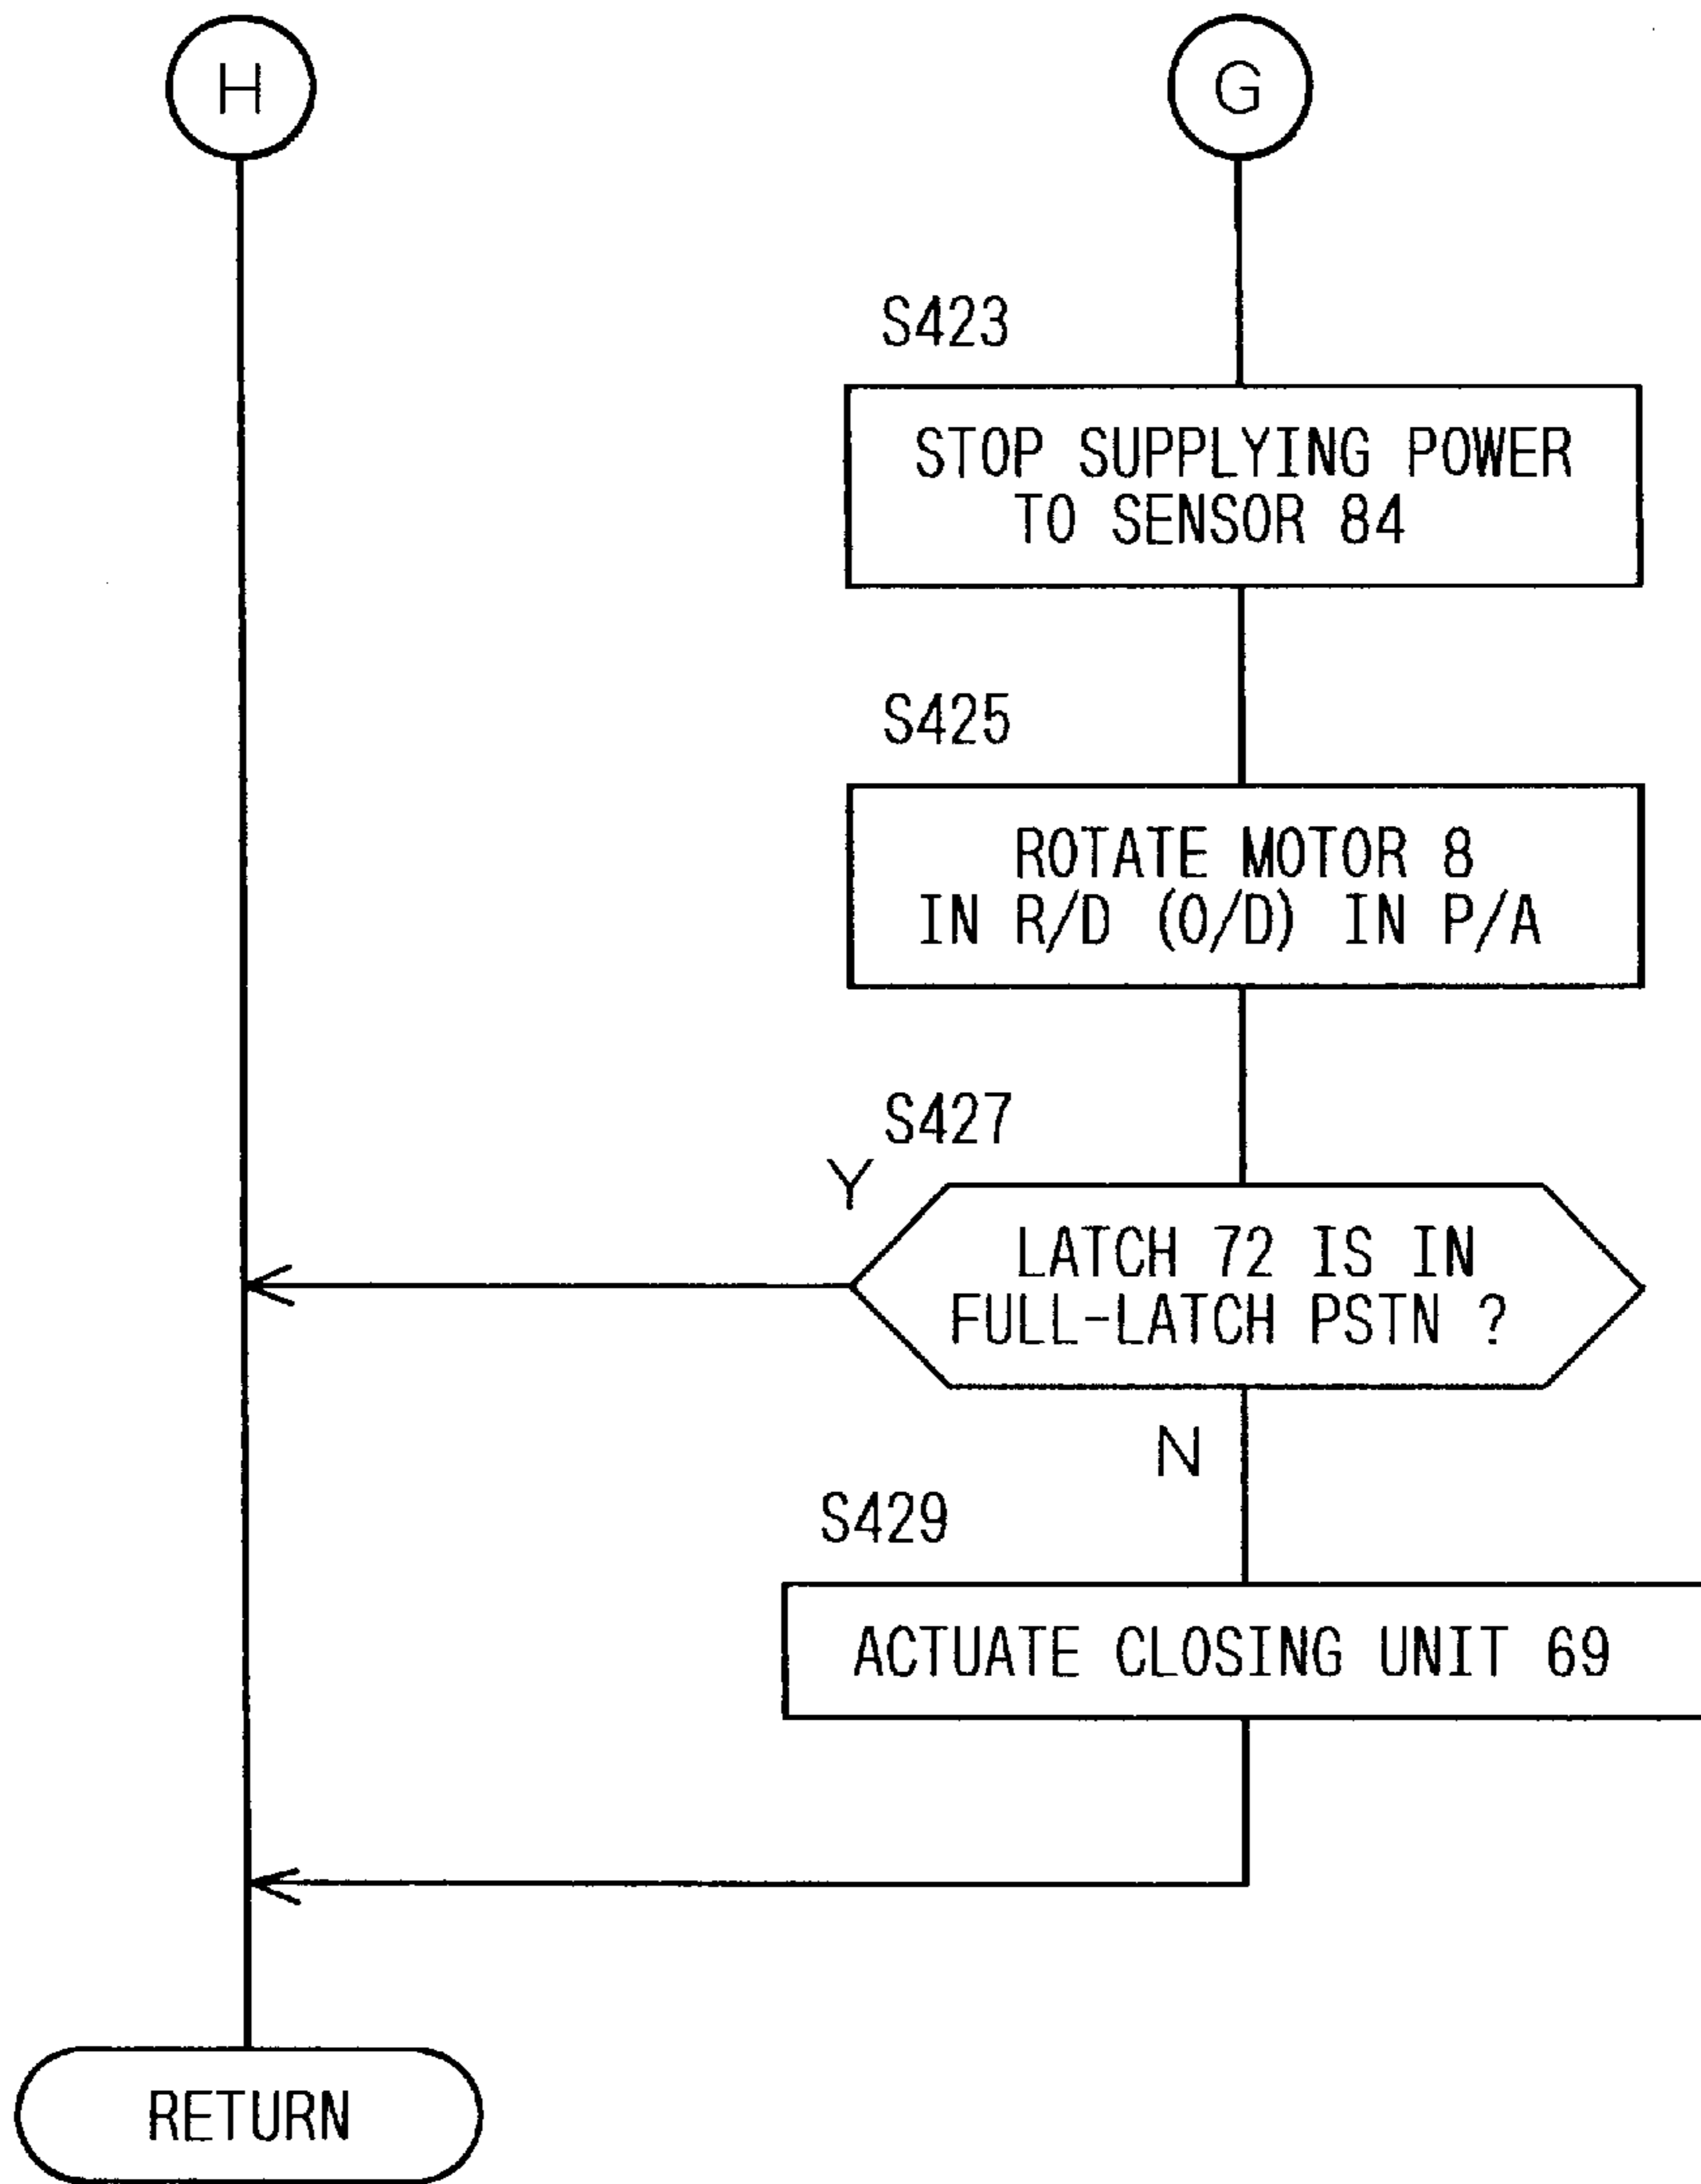 H
G
S423
STOP SUPPLYING POWER
TO SENSOR 84
S425
ROTATE MOTOR 8
IN R/D (O/D) IN P/A
S427
Y
LATCH 72 IS IN
FULL-LATCH PSTN ?
N
S429
ACTUATE CLOSING UNIT 69
RETURN